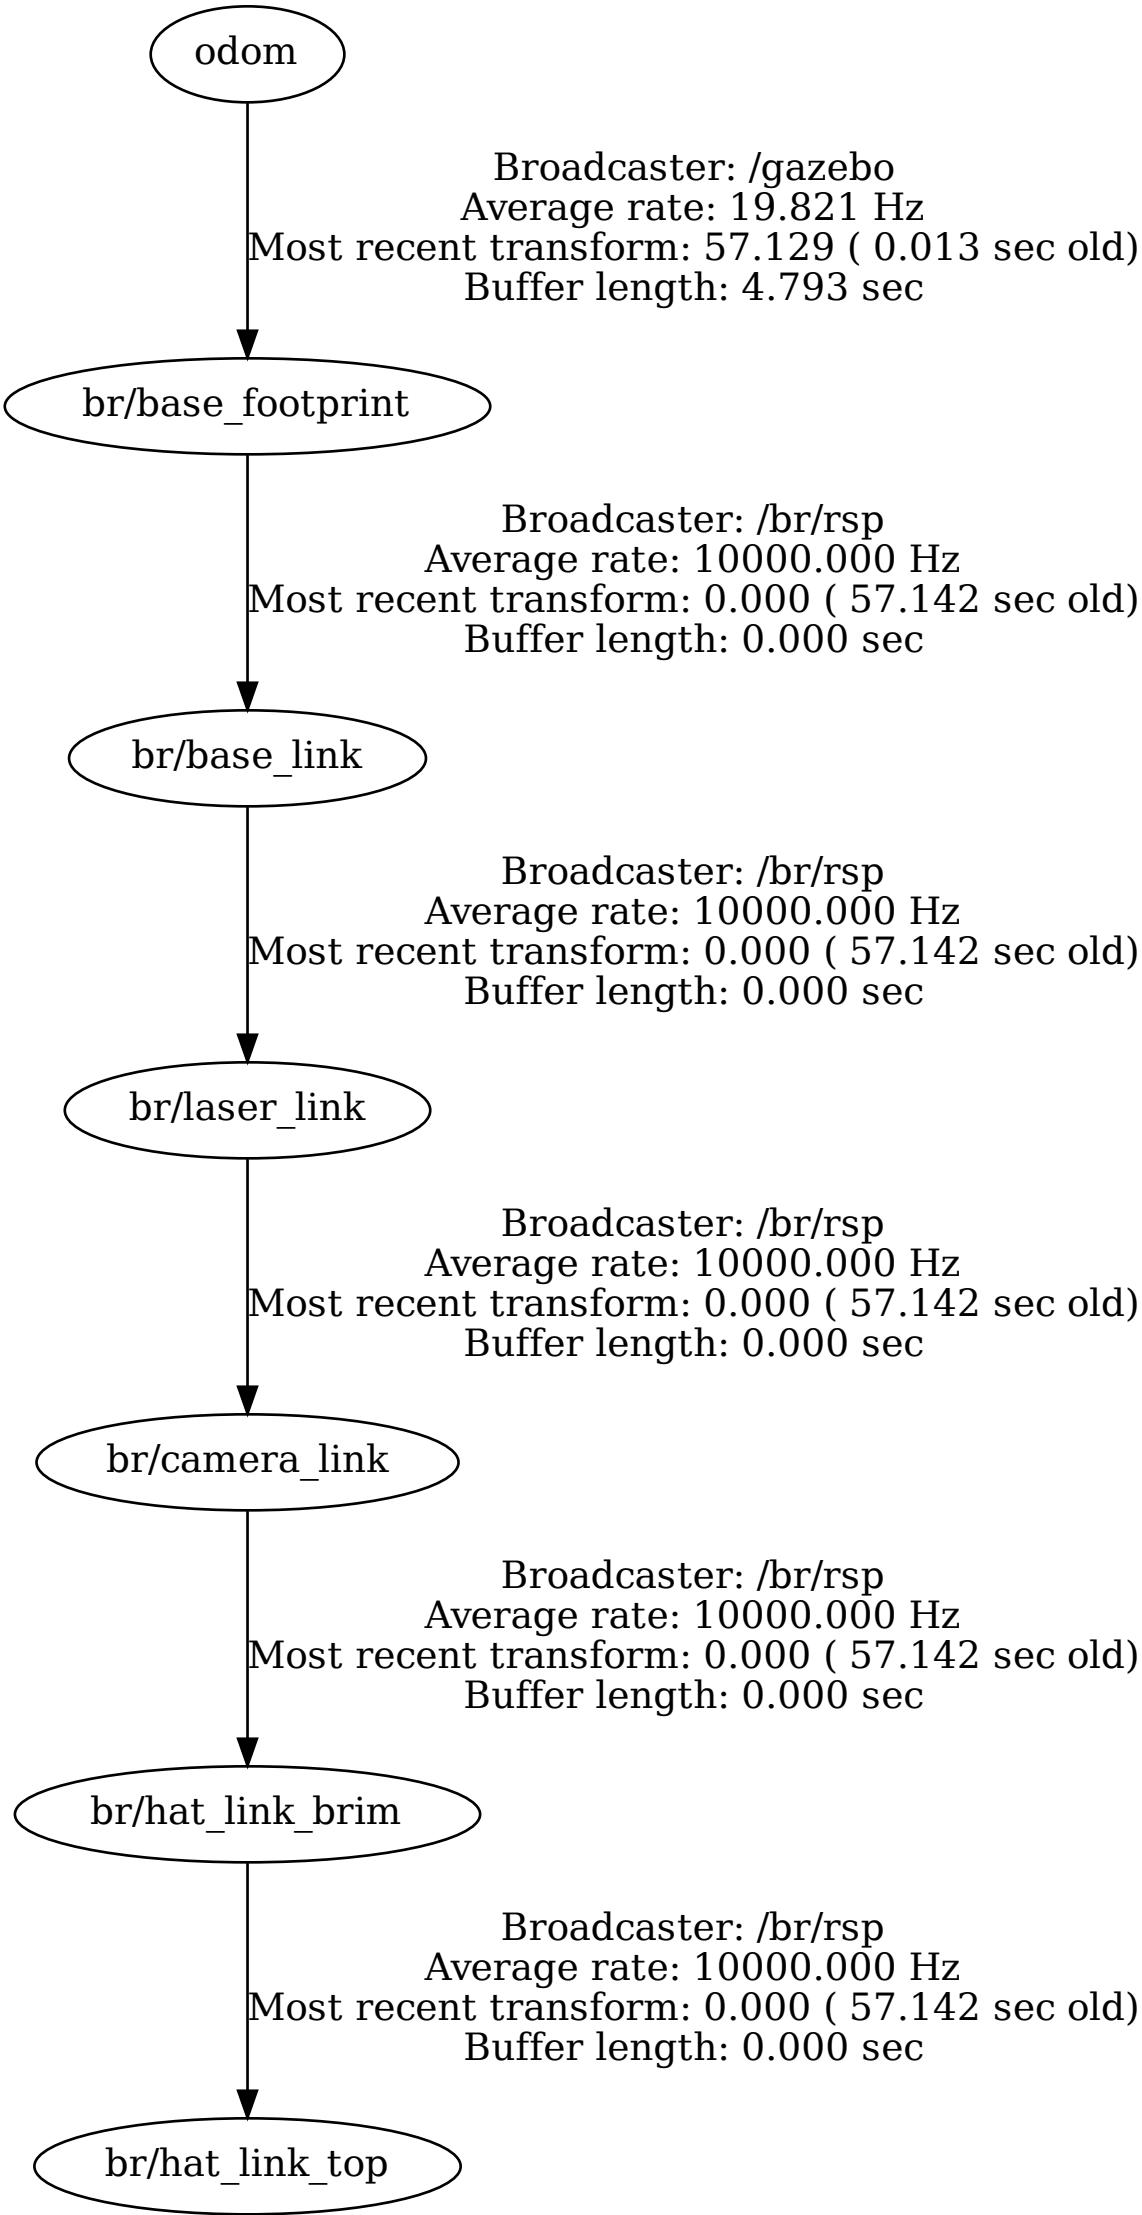 odom
Broadcaster: /gazebo
Average rate: 19.821 Hz
Most recent transform: 57.129 ( 0.013 sec old)
Buffer length: 4.793 sec
br/base_footprint
Broadcaster: /br/rsp
Average rate: 10000.000 Hz
Most recent transform: 0.000 ( 57.142 sec old)
Buffer length: 0.000 sec
br/base_link
Broadcaster: /br/rsp
Average rate: 10000.000 Hz
Most recent transform: 0.000 ( 57.142 sec old)
Buffer length: 0.000 sec
br/laser_link
Broadcaster: /br/rsp
Average rate: 10000.000 Hz
Most recent transform: 0.000 ( 57.142 sec old)
Buffer length: 0.000 sec
br/camera_link
Broadcaster: /br/rsp
Average rate: 10000.000 Hz
Most recent transform: 0.000 ( 57.142 sec old)
Buffer length: 0.000 sec
br/hat_link_brim
Broadcaster: /br/rsp
Average rate: 10000.000 Hz
Most recent transform: 0.000 ( 57.142 sec old)
Buffer length: 0.000 sec
br/hat_link_top